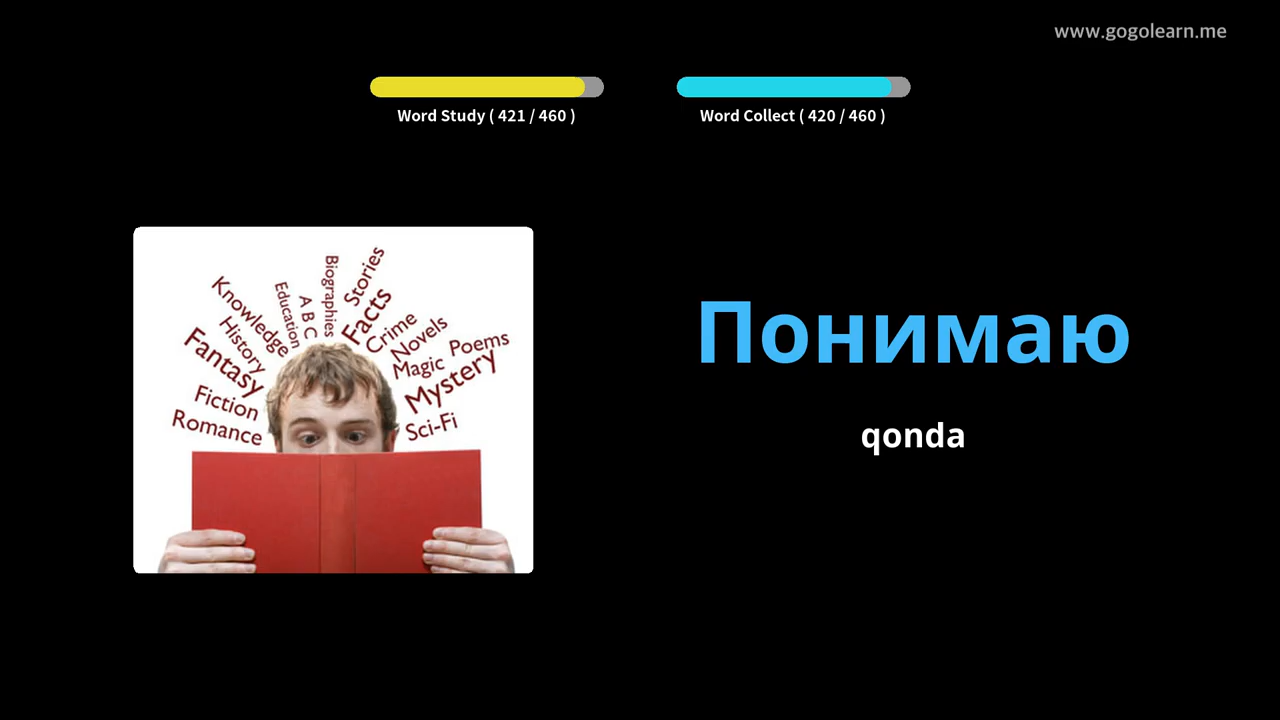 www.gogolearn.me
Word Study ( 421 / 460 )
Word Collect ( 420 / 460 )
Понимаю
qonda
Biographies
Stories
Education
A B C
Facts
Knowledge
History
Crime
Novels
Poems
Fantasy
Magic
Mystery
Fiction
Romance
Sci-Fi